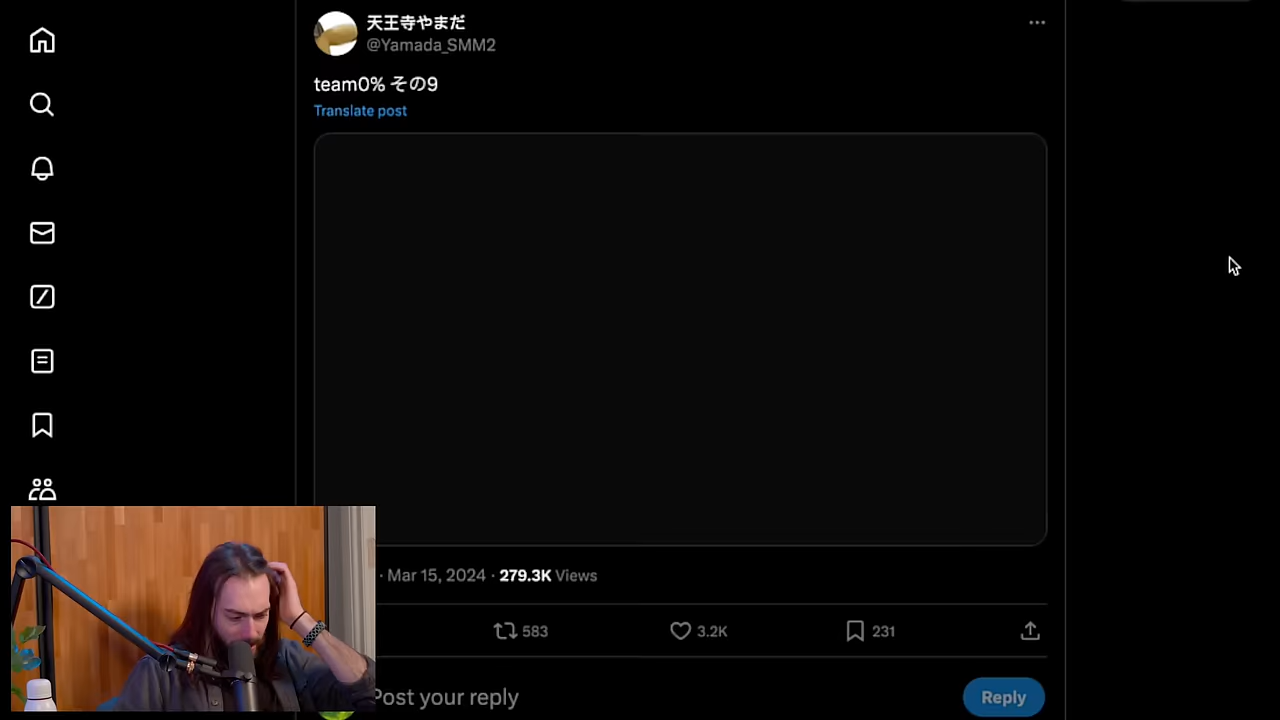 天王寺やまだ
@Yamada_SMM2
team0% その9
Translate post
· Mar 15, 2024 · 279.3K Views
583 3.2K 231
Post your reply
Reply